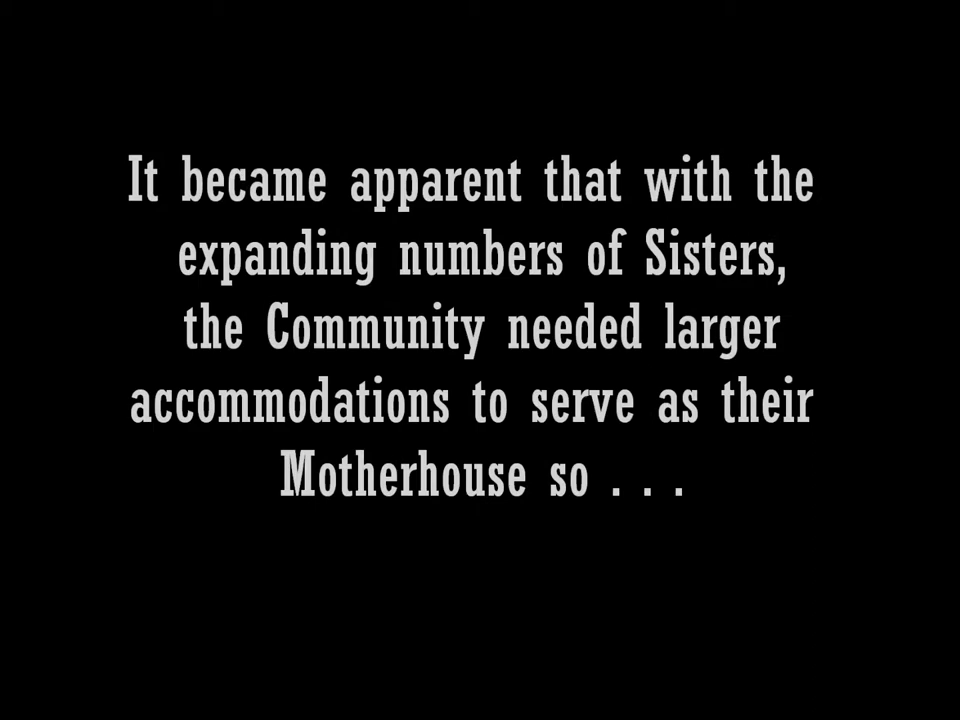 It became apparent that with the
expanding numbers of Sisters,
the Community needed larger
accommodations to serve as their
Motherhouse so . . .